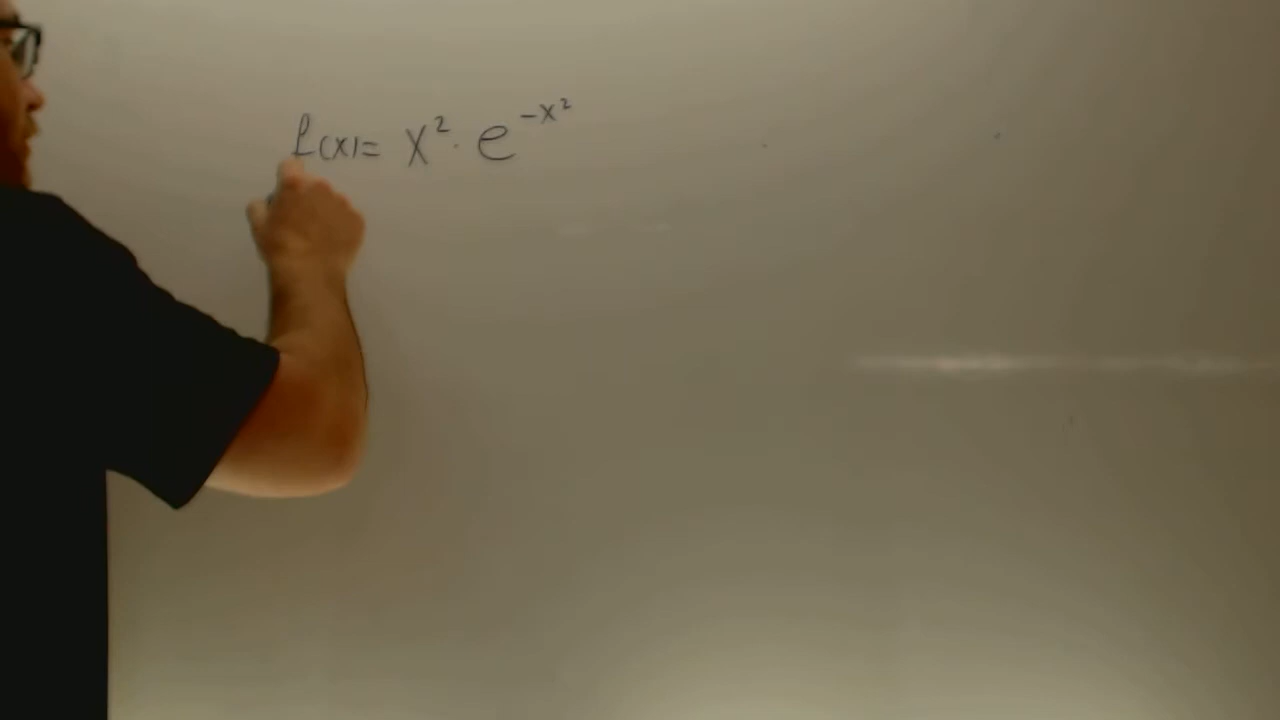 f(x) = x² · e^(-x²)